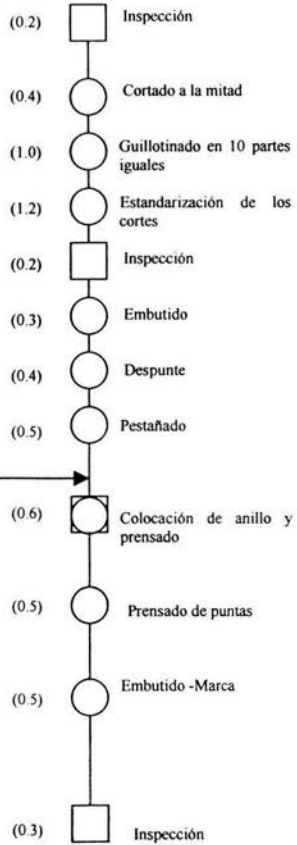 (0.2) Inspección
(0.4) Cortado a la mitad
(1.0) Guillotinado en 10 partes
iguales
(1.2) Estandarización de los
cortes
(0.2) Inspección
(0.3) Embutido
(0.4) Despunte
(0.5) Pestañado
(0.6) Colocación de anillo y
prensado
(0.5) Prensado de puntas
(0.5) Embutido -Marca
(0.3) Inspección